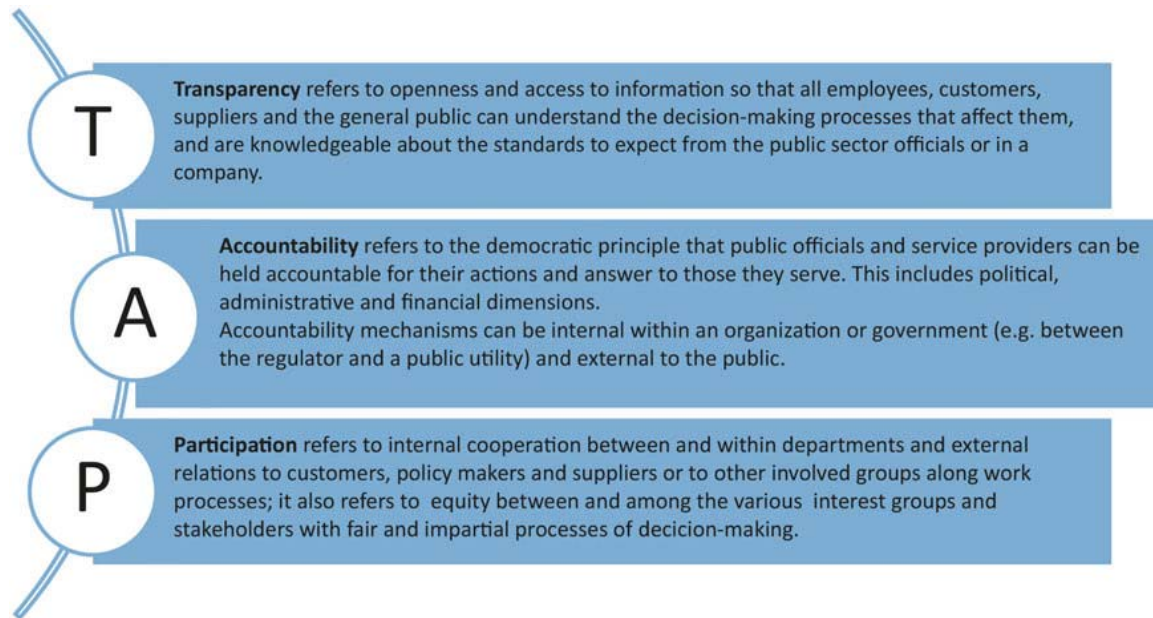 T
Transparency refers to openness and access to information so that all employees, customers,
suppliers and the general public can understand the decision-making processes that affect them,
and are knowledgeable about the standards to expect from the public sector officials or in a
company.
A
Accountability refers to the democratic principle that public officials and service providers can be
held accountable for their actions and answer to those they serve. This includes political,
administrative and financial dimensions.
Accountability mechanisms can be internal within an organization or government (e.g. between
the regulator and a public utility) and external to the public.
P
Participation refers to internal cooperation between and within departments and external
relations to customers, policy makers and suppliers or to other involved groups along work
processes; it also refers to  equity between and among the various  interest groups and
stakeholders with fair and impartial processes of decicion-making.